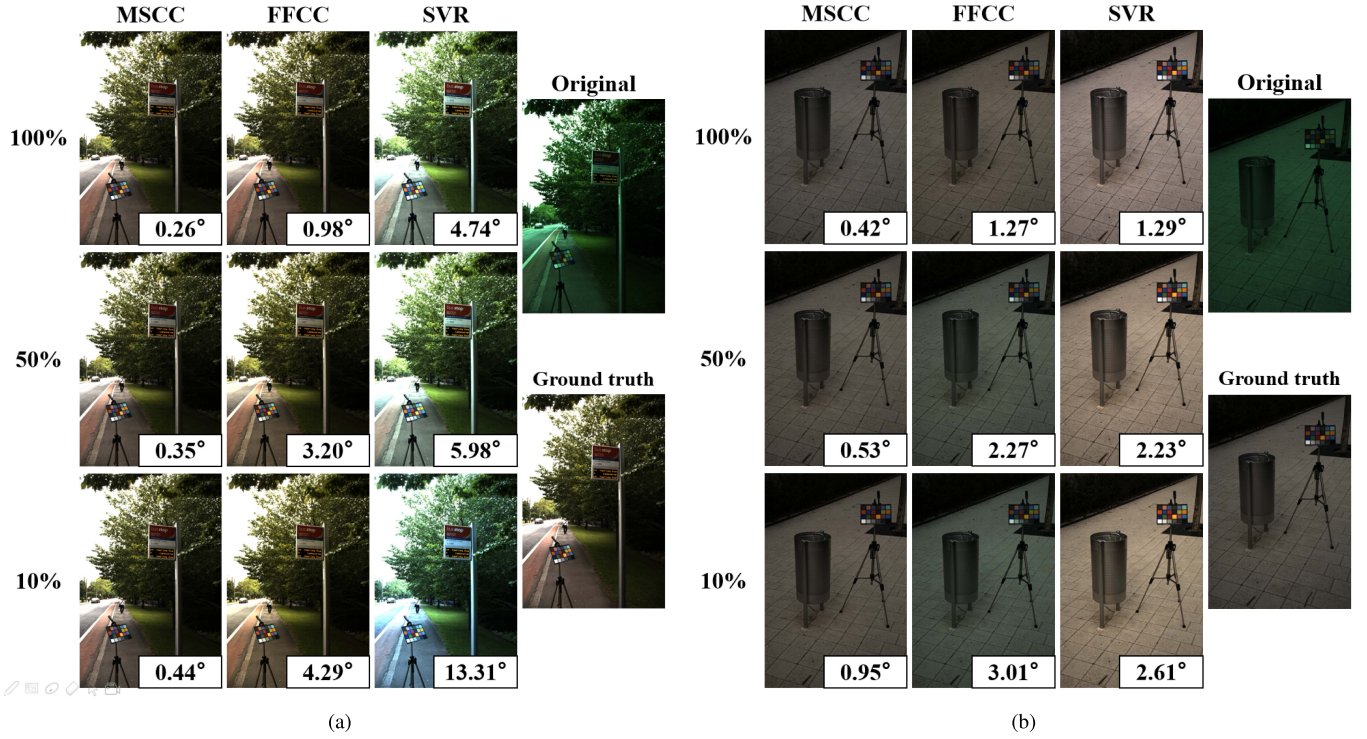 MSCC FFCC SVR
Original
100%
0.26° 0.98° 4.74°
50%
Ground truth
0.35° 3.20° 5.98°
10%
0.44° 4.29° 13.31°
(a)
MSCC FFCC SVR
Original
100%
0.42° 1.27° 1.29°
50%
Ground truth
0.53° 2.27° 2.23°
10%
0.95° 3.01° 2.61°
(b)